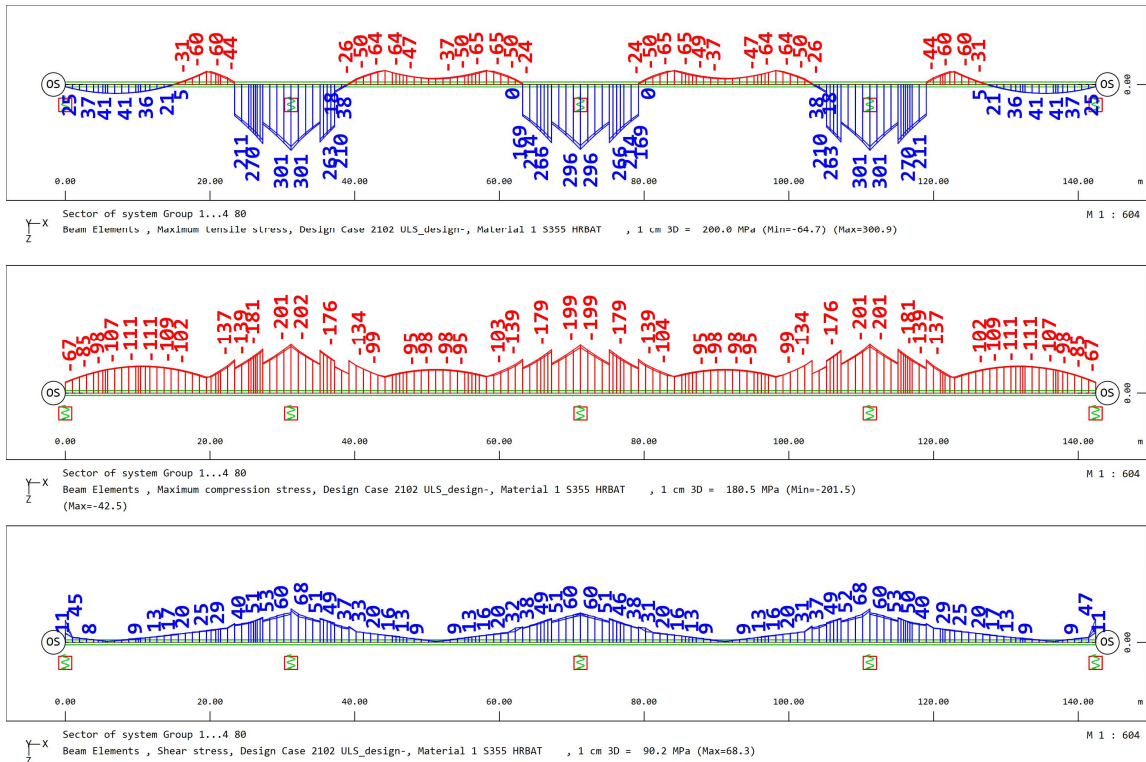 -31 -60 -60 -44 -26 -50 -64 -64 -47 -37 -50 -65 -65 -50 -24 -24 -50 -65 -65 -49 -37 -47 -64 -64 -50 -26 -44 -60 -60 -31
OS OS 0.00
25 37 41 41 36 21 5 211 270 301 301 263 210 18 38 0 169 214 266 296 296 266 214 169 0 38 18 210 263 301 301 270 211 5 21 36 41 41 37 25
0.00 20.00 40.00 60.00 80.00 100.00 120.00 140.00 m
Sector of system Group 1...4 80 M 1 : 604
Y X Z
Beam Elements , Maximum tensile stress, Design Case 2102 ULS_design-, Material 1 S355 HRBAT , 1 cm 3D = 200.0 MPa (Min=-64.7) (Max=300.9)
-67 -85 -98 -107 -111 -111 -109 -102 -137 -139 -181 -201 -202 -176 -134 -99 -95 -98 -98 -95 -103 -139 -179 -199 -199 -179 -139 -104 -95 -98 -98 -95 -99 -134 -176 -201 -201 -181 -139 -137 -102 -109 -111 -111 -107 -98 -85 -67
OS OS 0.00
0.00 20.00 40.00 60.00 80.00 100.00 120.00 140.00 m
Sector of system Group 1...4 80 M 1 : 604
Y X Z
Beam Elements , Maximum compression stress, Design Case 2102 ULS_design-, Material 1 S355 HRBAT , 1 cm 3D = 180.5 MPa (Min=-201.5)
(Max=-42.5)
11 45 8 9 13 17 20 25 29 40 51 53 60 68 51 49 37 33 20 16 13 9 9 13 16 20 32 38 49 51 60 60 51 46 38 31 20 16 13 9 9 13 16 20 31 37 49 52 68 60 53 50 40 29 25 20 17 13 9 9 47 11
OS OS 0.00
0.00 20.00 40.00 60.00 80.00 100.00 120.00 140.00 m
Sector of system Group 1...4 80 M 1 : 604
Y X Z
Beam Elements , Shear stress, Design Case 2102 ULS_design-, Material 1 S355 HRBAT , 1 cm 3D = 90.2 MPa (Max=68.3)